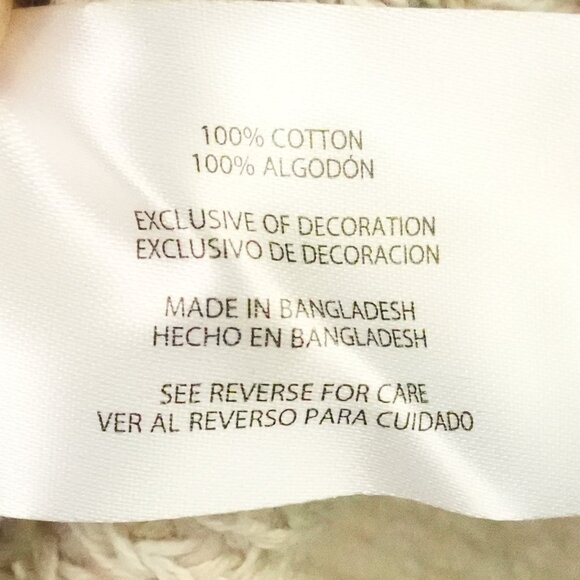 100% COTTON
100% ALGODÓN
EXCLUSIVE OF DECORATION
EXCLUSIVO DE DECORACION
MADE IN BANGLADESH
HECHO EN BANGLADESH
SEE REVERSE FOR CARE
VER AL REVERSO PARA CUIDADO